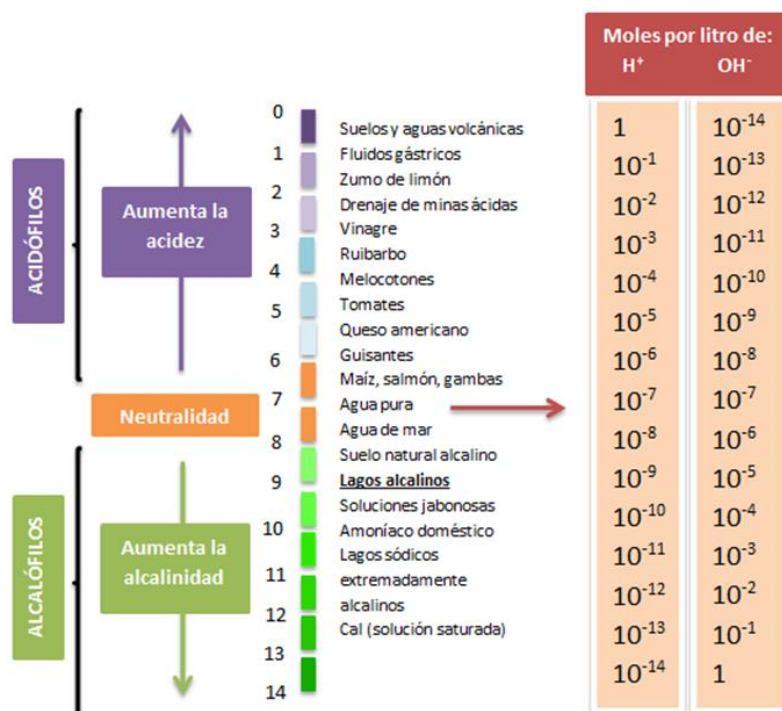 Moles por litro de:
H⁺ OH⁻
ACIDÓFILOS
Aumenta la
acidez
Neutralidad
ALCALÓFILOS
Aumenta la
alcalinidad
0
1
2
3
4
5
6
7
8
9
10
11
12
13
14
Suelos y aguas volcánicas
Fluidos gástricos
Zumo de limón
Drenaje de minas ácidas
Vinagre
Ruibarbo
Melocotones
Tomates
Queso americano
Guisantes
Maíz, salmón, gambas
Agua pura
Agua de mar
Suelo natural alcalino
Lagos alcalinos
Soluciones jabonosas
Amoníaco doméstico
Lagos sódicos
extremadamente
alcalinos
Cal (solución saturada)
1 10⁻¹⁴
10⁻¹ 10⁻¹³
10⁻² 10⁻¹²
10⁻³ 10⁻¹¹
10⁻⁴ 10⁻¹⁰
10⁻⁵ 10⁻⁹
10⁻⁶ 10⁻⁸
10⁻⁷ 10⁻⁷
10⁻⁸ 10⁻⁶
10⁻⁹ 10⁻⁵
10⁻¹⁰ 10⁻⁴
10⁻¹¹ 10⁻³
10⁻¹² 10⁻²
10⁻¹³ 10⁻¹
10⁻¹⁴ 1